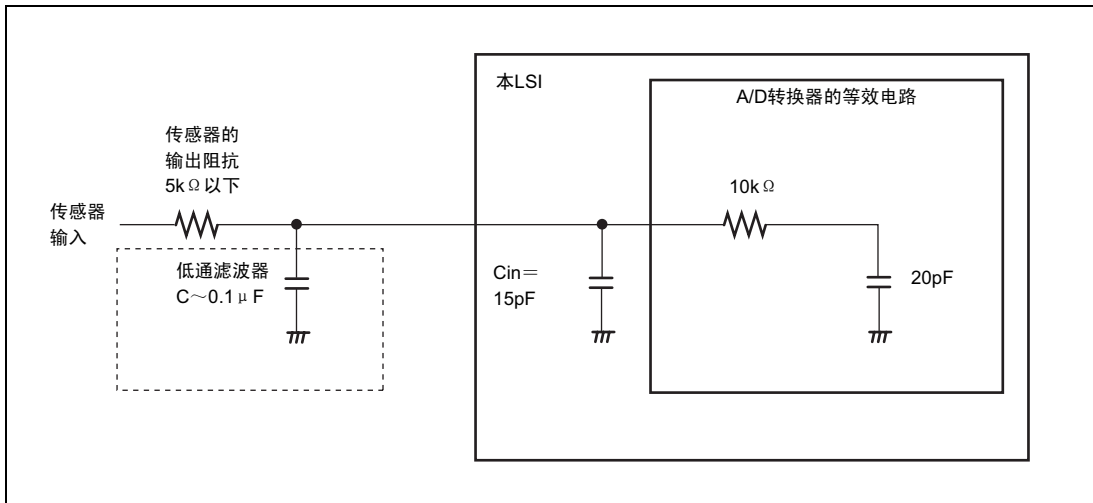 本LSI
A/D转换器的等效电路
传感器的
输出阻抗
5kΩ以下
10kΩ
传感器
输入
低通滤波器
C～0.1μF
Cin＝
15pF
20pF